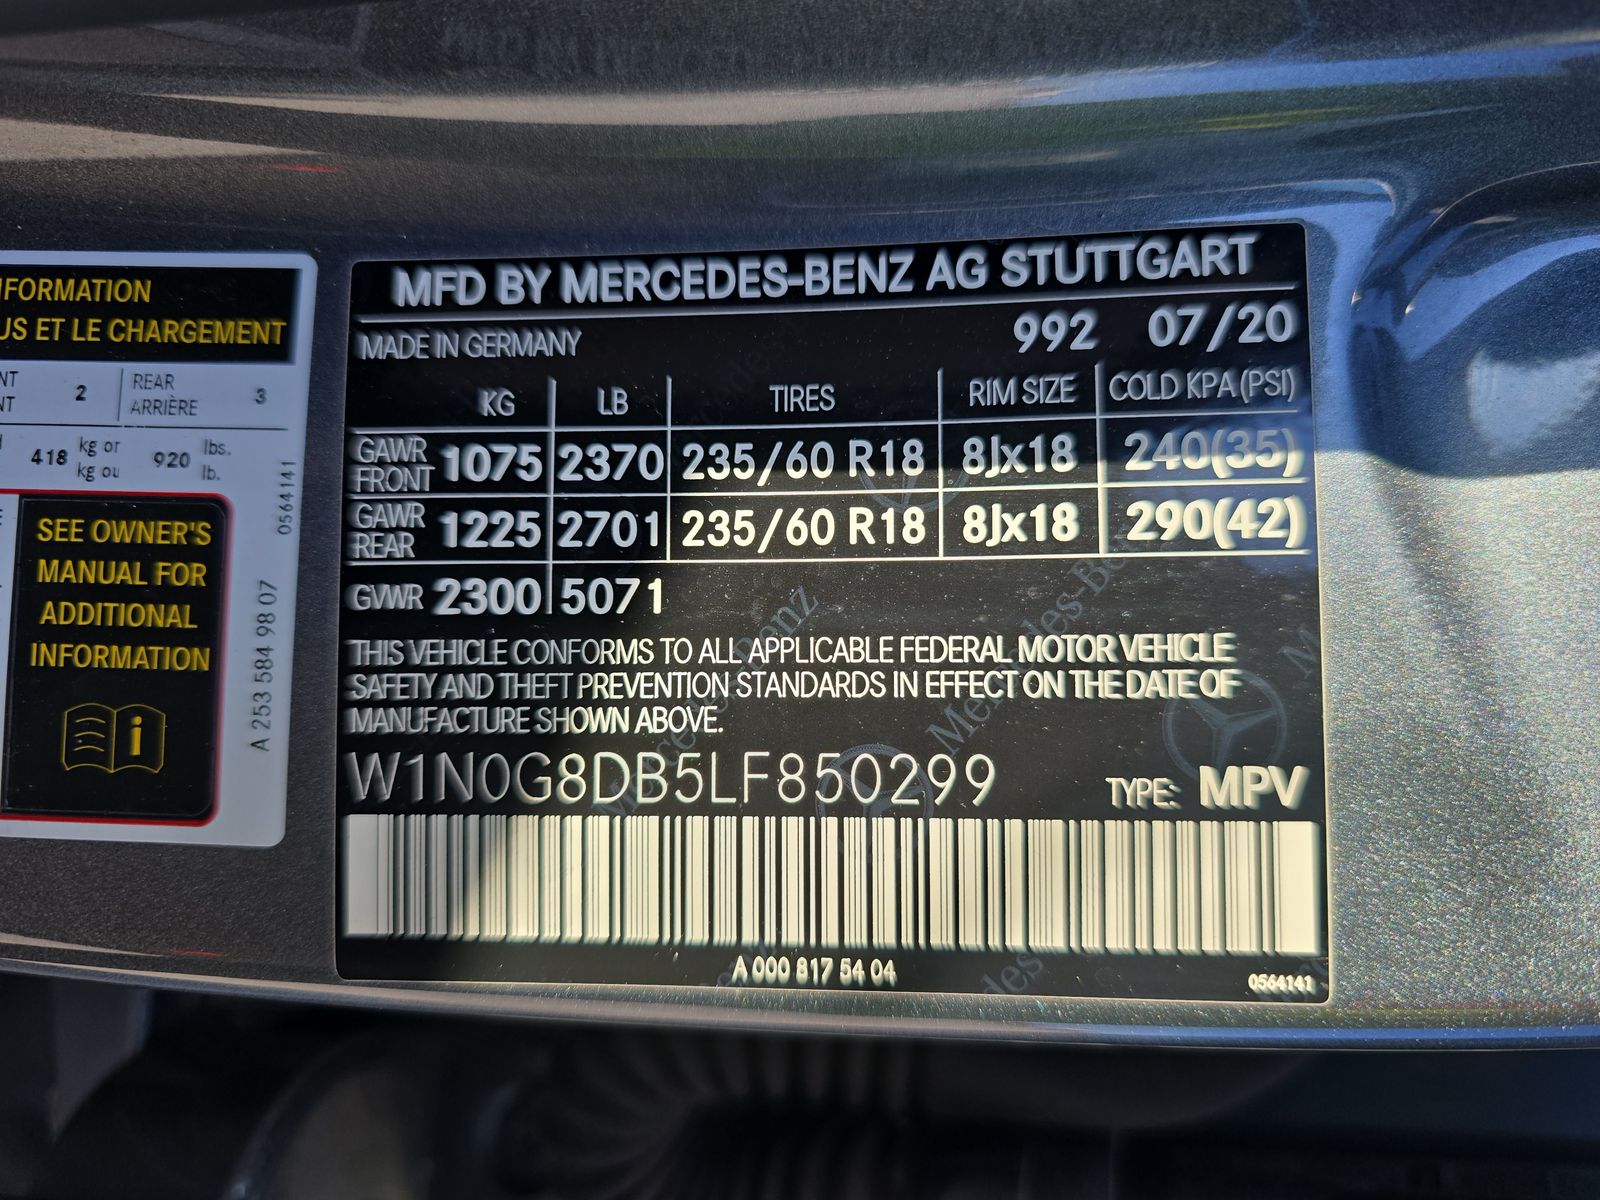 MFD BY MERCEDES-BENZ AG STUTTGART
MADE IN GERMANY 992 07/20
KG LB TIRES RIM SIZE COLD KPA (PSI)
GAWR FRONT 1075 2370 235/60 R18 8Jx18 240(35)
GAWR REAR 1225 2701 235/60 R18 8Jx18 290(42)
GVWR 2300 5071
THIS VEHICLE CONFORMS TO ALL APPLICABLE FEDERAL MOTOR VEHICLE
SAFETY AND THEFT PREVENTION STANDARDS IN EFFECT ON THE DATE OF
MANUFACTURE SHOWN ABOVE.
W1N0G8DB5LF850299 TYPE: MPV
A 000 817 54 04 0564141
ET LE CHARGEMENT
2 REAR 3
ARRIÈRE
418 kg or 920 lbs.
kg ou lb.
SEE OWNER'S
MANUAL FOR
ADDITIONAL
INFORMATION
i
0564141
A 253 584 98 07
Mercedes-Benz
Mercedes-Benz